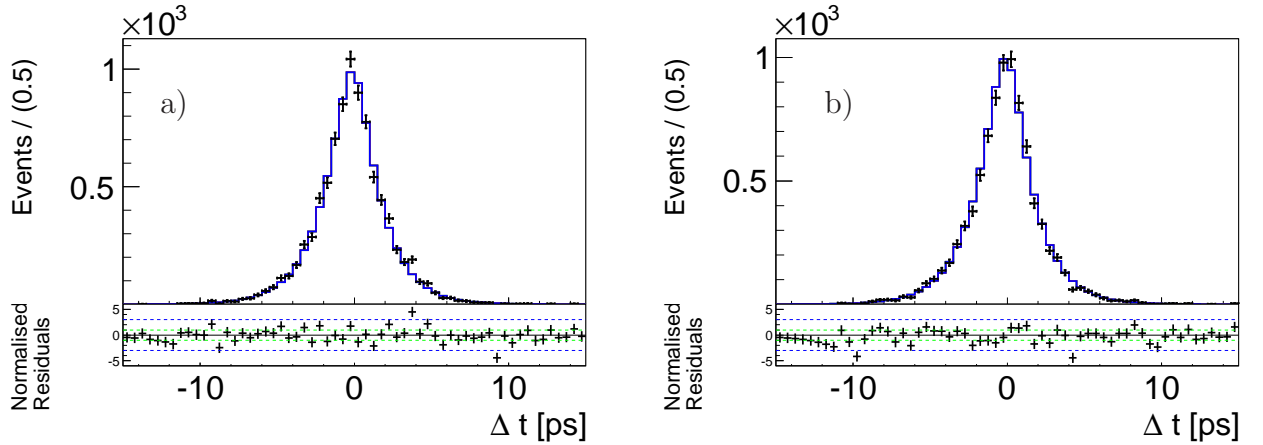 ×10³
Events / (0.5)
1
0.5
a)
Normalised
Residuals
5
0
-5
-10 0 10
Δ t [ps]
×10³
Events / (0.5)
1
0.5
b)
Normalised
Residuals
5
0
-5
-10 0 10
Δ t [ps]